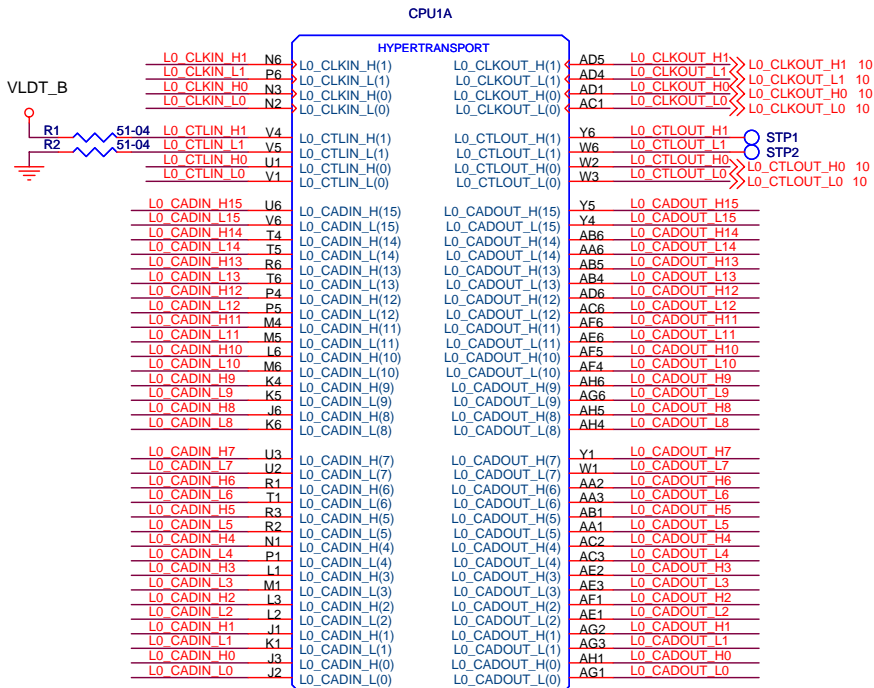 CPU1A
HYPERTRANSPORT
VLDT_B
L0_CLKIN_H1 N6 L0_CLKIN_H(1) L0_CLKOUT_H(1) AD5 L0_CLKOUT_H1 L0_CLKOUT_H1 10
L0_CLKIN_L1 P6 L0_CLKIN_L(1) L0_CLKOUT_L(1) AD4 L0_CLKOUT_L1 L0_CLKOUT_L1 10
L0_CLKIN_H0 N3 L0_CLKIN_H(0) L0_CLKOUT_H(0) AD1 L0_CLKOUT_H0 L0_CLKOUT_H0 10
L0_CLKIN_L0 N2 L0_CLKIN_L(0) L0_CLKOUT_L(0) AC1 L0_CLKOUT_L0 L0_CLKOUT_L0 10
R1 51-04 L0_CTLIN_H1 V4 L0_CTLIN_H(1) L0_CTLOUT_H(1) Y6 L0_CTLOUT_H1 STP1
R2 51-04 L0_CTLIN_L1 V5 L0_CTLIN_L(1) L0_CTLOUT_L(1) W6 L0_CTLOUT_L1 STP2
L0_CTLIN_H0 U1 L0_CTLIN_H(0) L0_CTLOUT_H(0) W2 L0_CTLOUT_H0 L0_CTLOUT_H0 10
L0_CTLIN_L0 V1 L0_CTLIN_L(0) L0_CTLOUT_L(0) W3 L0_CTLOUT_L0 L0_CTLOUT_L0 10
L0_CADIN_H15 U6 L0_CADIN_H(15) L0_CADOUT_H(15) Y5 L0_CADOUT_H15
L0_CADIN_L15 V6 L0_CADIN_L(15) L0_CADOUT_L(15) Y4 L0_CADOUT_L15
L0_CADIN_H14 T4 L0_CADIN_H(14) L0_CADOUT_H(14) AB6 L0_CADOUT_H14
L0_CADIN_L14 T5 L0_CADIN_L(14) L0_CADOUT_L(14) AA6 L0_CADOUT_L14
L0_CADIN_H13 R6 L0_CADIN_H(13) L0_CADOUT_H(13) AB5 L0_CADOUT_H13
L0_CADIN_L13 T6 L0_CADIN_L(13) L0_CADOUT_L(13) AB4 L0_CADOUT_L13
L0_CADIN_H12 P4 L0_CADIN_H(12) L0_CADOUT_H(12) AD6 L0_CADOUT_H12
L0_CADIN_L12 P5 L0_CADIN_L(12) L0_CADOUT_L(12) AC6 L0_CADOUT_L12
L0_CADIN_H11 M4 L0_CADIN_H(11) L0_CADOUT_H(11) AF6 L0_CADOUT_H11
L0_CADIN_L11 M5 L0_CADIN_L(11) L0_CADOUT_L(11) AE6 L0_CADOUT_L11
L0_CADIN_H10 L6 L0_CADIN_H(10) L0_CADOUT_H(10) AF5 L0_CADOUT_H10
L0_CADIN_L10 M6 L0_CADIN_L(10) L0_CADOUT_L(10) AF4 L0_CADOUT_L10
L0_CADIN_H9 K4 L0_CADIN_H(9) L0_CADOUT_H(9) AH6 L0_CADOUT_H9
L0_CADIN_L9 K5 L0_CADIN_L(9) L0_CADOUT_L(9) AG6 L0_CADOUT_L9
L0_CADIN_H8 J6 L0_CADIN_H(8) L0_CADOUT_H(8) AH5 L0_CADOUT_H8
L0_CADIN_L8 K6 L0_CADIN_L(8) L0_CADOUT_L(8) AH4 L0_CADOUT_L8
L0_CADIN_H7 U3 L0_CADIN_H(7) L0_CADOUT_H(7) Y1 L0_CADOUT_H7
L0_CADIN_L7 U2 L0_CADIN_L(7) L0_CADOUT_L(7) W1 L0_CADOUT_L7
L0_CADIN_H6 R1 L0_CADIN_H(6) L0_CADOUT_H(6) AA2 L0_CADOUT_H6
L0_CADIN_L6 T1 L0_CADIN_L(6) L0_CADOUT_L(6) AA3 L0_CADOUT_L6
L0_CADIN_H5 R3 L0_CADIN_H(5) L0_CADOUT_H(5) AB1 L0_CADOUT_H5
L0_CADIN_L5 R2 L0_CADIN_L(5) L0_CADOUT_L(5) AA1 L0_CADOUT_L5
L0_CADIN_H4 N1 L0_CADIN_H(4) L0_CADOUT_H(4) AC2 L0_CADOUT_H4
L0_CADIN_L4 P1 L0_CADIN_L(4) L0_CADOUT_L(4) AC3 L0_CADOUT_L4
L0_CADIN_H3 L1 L0_CADIN_H(3) L0_CADOUT_H(3) AE2 L0_CADOUT_H3
L0_CADIN_L3 M1 L0_CADIN_L(3) L0_CADOUT_L(3) AE3 L0_CADOUT_L3
L0_CADIN_H2 L3 L0_CADIN_H(2) L0_CADOUT_H(2) AF1 L0_CADOUT_H2
L0_CADIN_L2 L2 L0_CADIN_L(2) L0_CADOUT_L(2) AE1 L0_CADOUT_L2
L0_CADIN_H1 J1 L0_CADIN_H(1) L0_CADOUT_H(1) AG2 L0_CADOUT_H1
L0_CADIN_L1 K1 L0_CADIN_L(1) L0_CADOUT_L(1) AG3 L0_CADOUT_L1
L0_CADIN_H0 J3 L0_CADIN_H(0) L0_CADOUT_H(0) AH1 L0_CADOUT_H0
L0_CADIN_L0 J2 L0_CADIN_L(0) L0_CADOUT_L(0) AG1 L0_CADOUT_L0